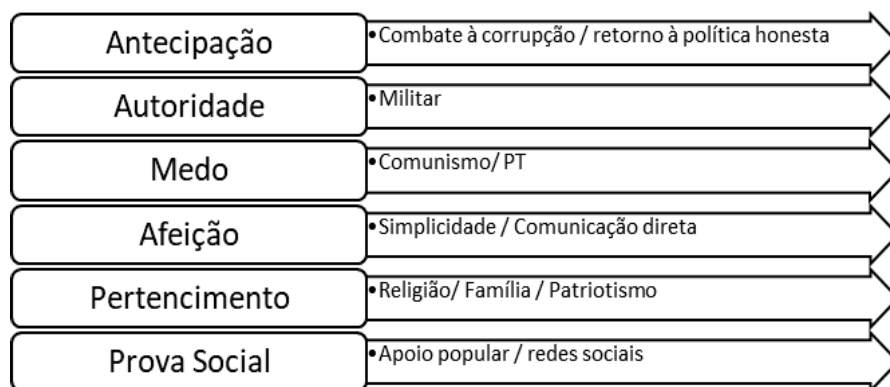 Antecipação
•Combate à corrupção / retorno à política honesta
Autoridade
•Militar
Medo
•Comunismo/ PT
Afeição
•Simplicidade / Comunicação direta
Pertencimento
•Religião/ Família / Patriotismo
Prova Social
•Apoio popular / redes sociais